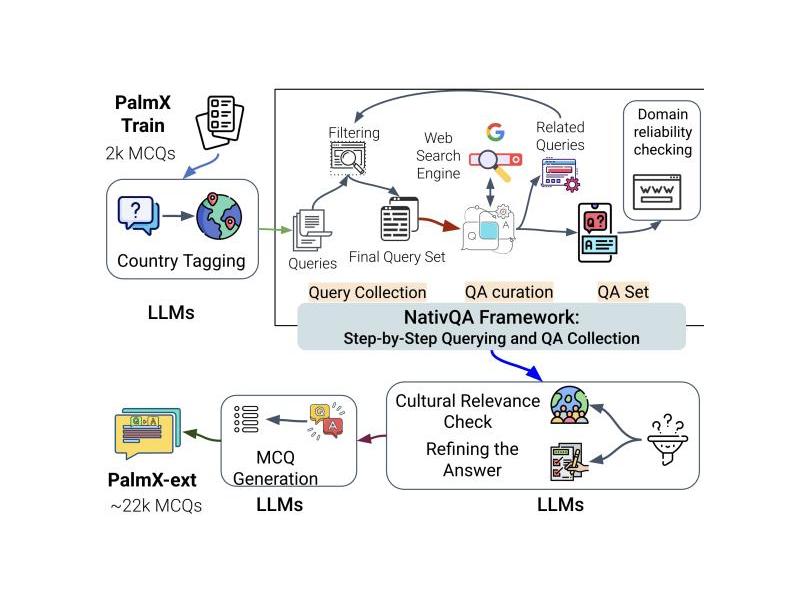 PalmX
Train
2k MCQs
Country Tagging
LLMs
Filtering
Queries
Final Query Set
Web
Search
Engine
Related
Queries
Domain
reliability
checking
WWW
Q?
A
Q
A
Query Collection
QA curation
QA Set
NativQA Framework:
Step-by-Step Querying and QA Collection
Cultural Relevance
Check
Refining the
Answer
LLMs
Q
A
MCQ
Generation
LLMs
Q A
PalmX-ext
~22k MCQs